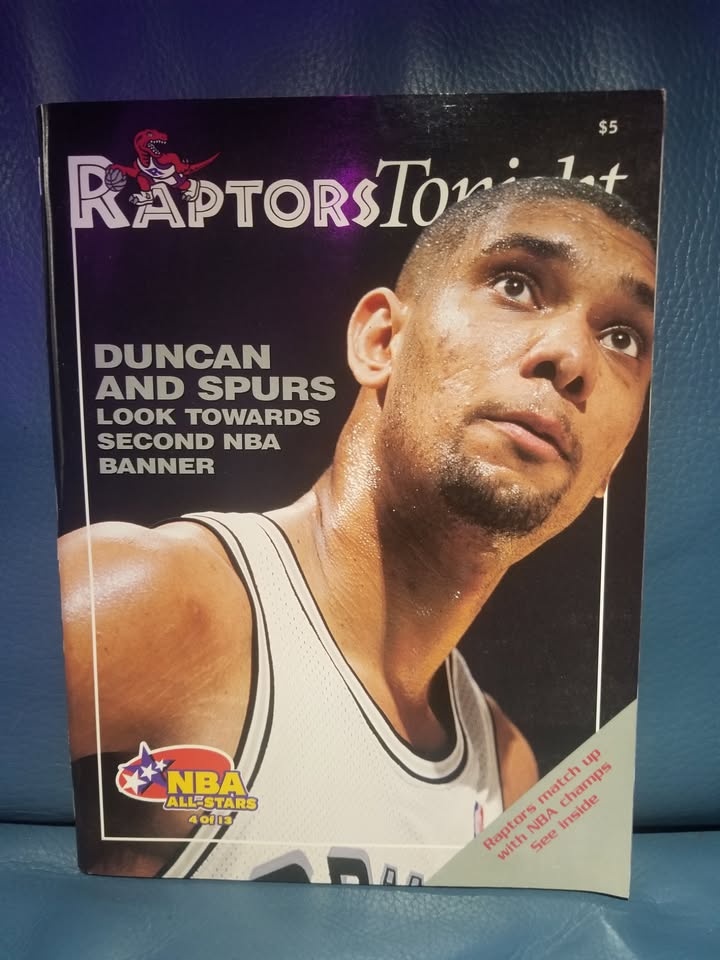 $5
RAPTORS Tonight
DUNCAN
AND SPURS
LOOK TOWARDS
SECOND NBA
BANNER
NBA
ALL-STARS
4 of 13
Raptors match up
with NBA champs
See inside